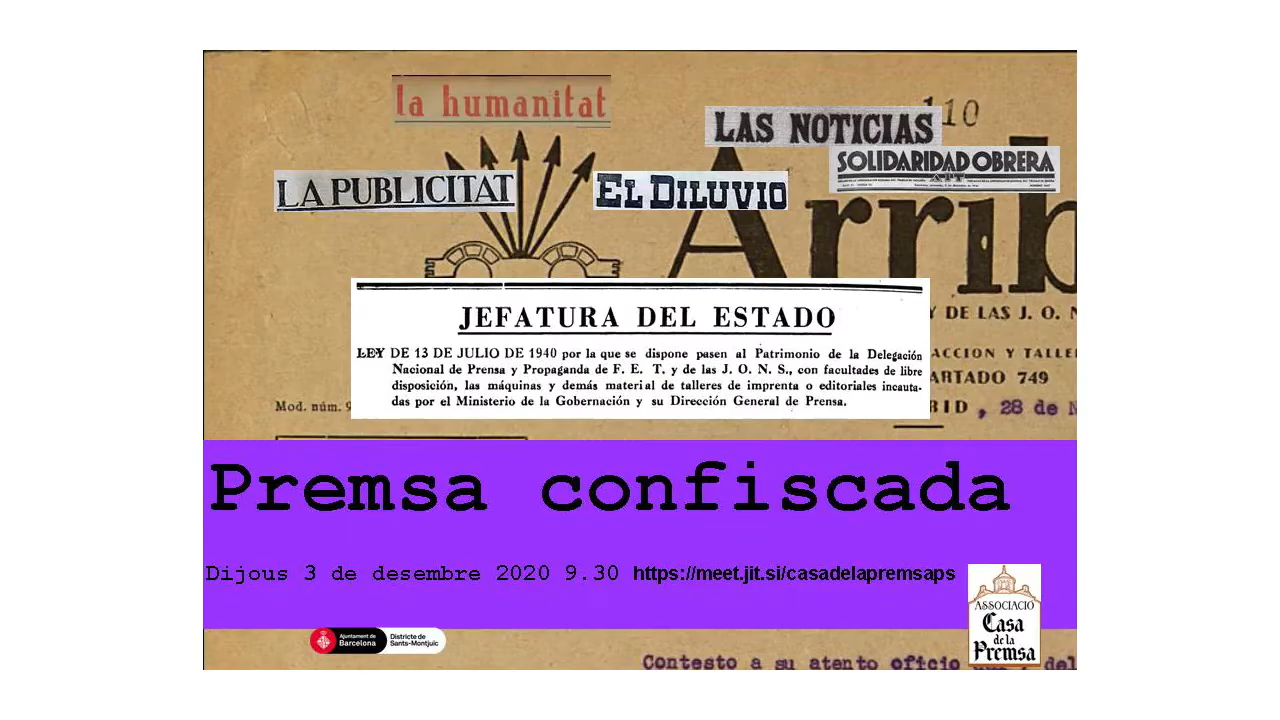 la humanitat
110
LAS NOTICIAS
SOLIDARIDAD OBRERA
LA PUBLICITAT
EL DILUVIO
Arrib
JEFATURA DEL ESTADO
Y DE LAS J. O. N
LEY DE 13 DE JULIO DE 1940 por la que se dispone pasen al Patrimonio de la Delegación
Nacional de Prensa y Propaganda de F. E. T. y de las J. O. N. S., con facultades de libre
disposición, las máquinas y demás material de talleres de imprenta o editoriales incauta-
das por el Ministerio de la Gobernación y su Dirección General de Prensa.
ACCION Y TALLE
ARTADO 749
Mod. núm. 9
RID, 28 de N
Premsa confiscada
Dijous 3 de desembre 2020 9.30 https://meet.jit.si/casadelapremsaps
ASSOCIACIÓ
Casa
de la
Premsa
Ajuntament de
Barcelona
Districte de
Sants-Montjuïc
Contesto a su atento oficio